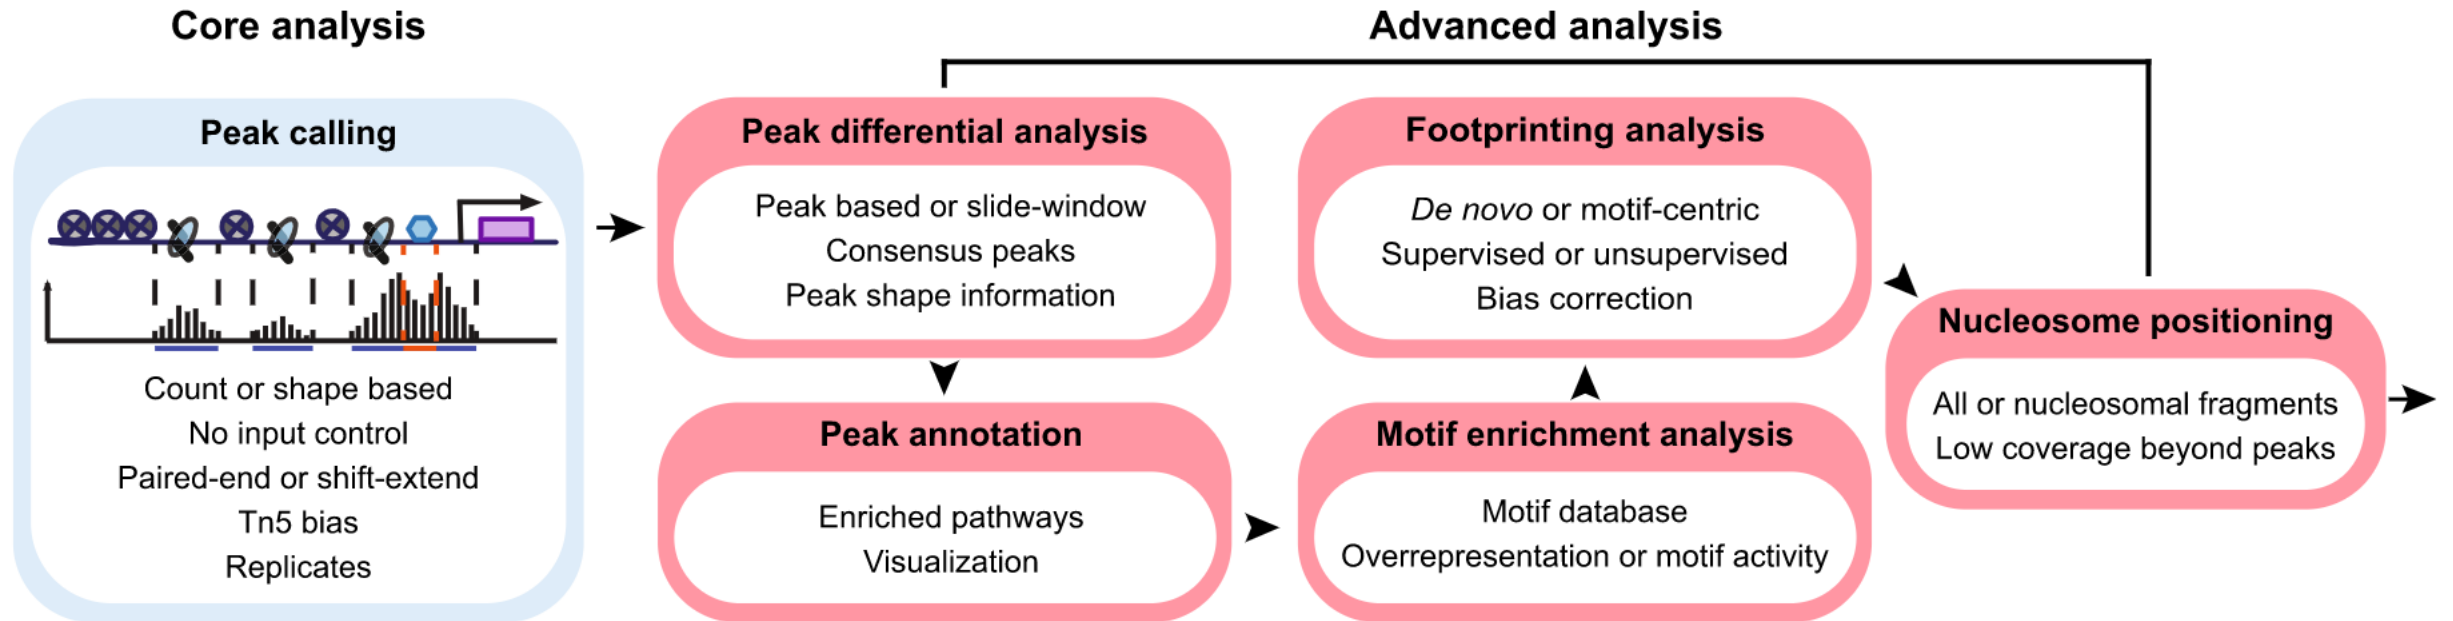 Core analysis
Advanced analysis
Peak calling
Count or shape based
No input control
Paired-end or shift-extend
Tn5 bias
Replicates
Peak differential analysis
Peak based or slide-window
Consensus peaks
Peak shape information
Peak annotation
Enriched pathways
Visualization
Motif enrichment analysis
Motif database
Overrepresentation or motif activity
Footprinting analysis
De novo or motif-centric
Supervised or unsupervised
Bias correction
Nucleosome positioning
All or nucleosomal fragments
Low coverage beyond peaks